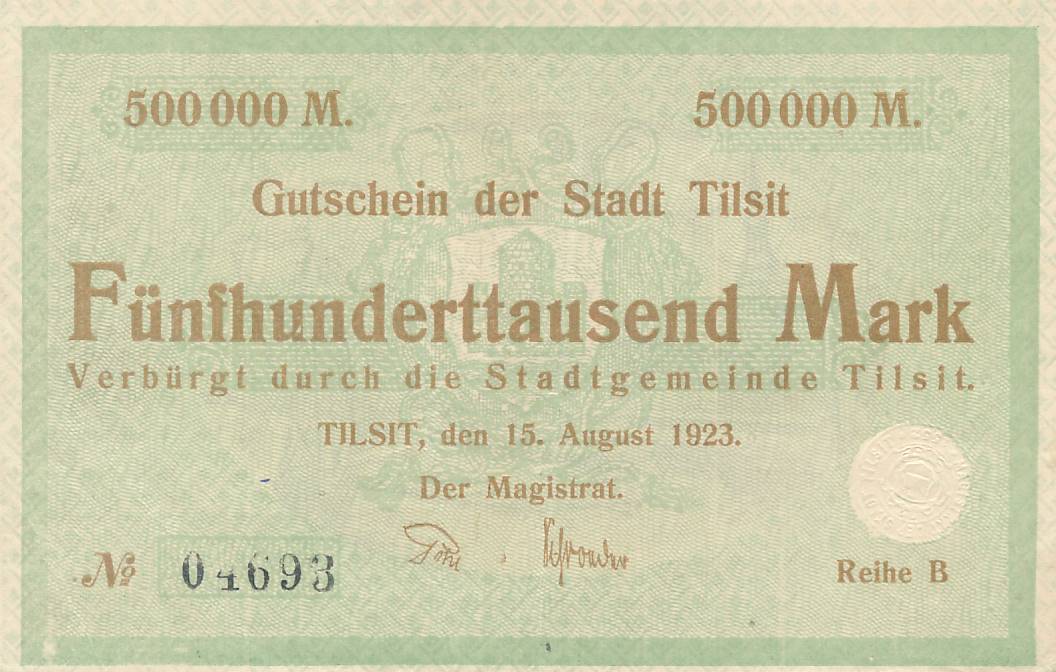 500 000 M. 500 000 M.
Gutschein der Stadt Tilsit
Fünfhunderttausend Mark
Verbürgt durch die Stadtgemeinde Tilsit.
TILSIT, den 15. August 1923.
Der Magistrat.
№ 04693 Reihe B